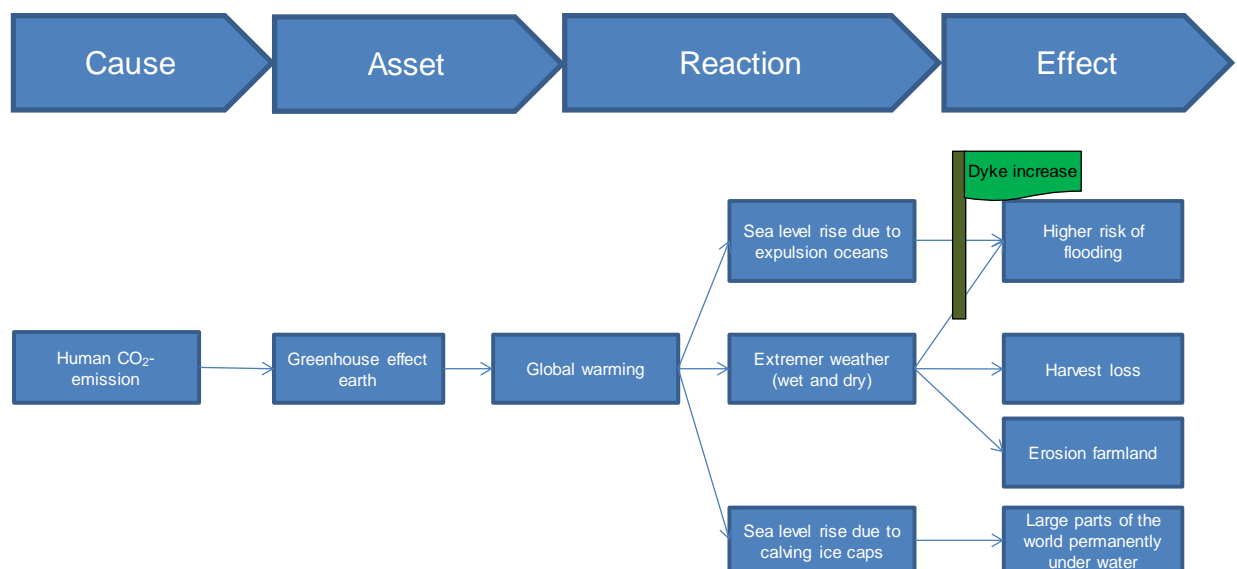 Cause
Asset
Reaction
Effect
Dyke increase
Sea level rise due to
expulsion oceans
Higher risk of
flooding
Human CO₂-
emission
Greenhouse effect
earth
Global warming
Extremer weather
(wet and dry)
Harvest loss
Erosion farmland
Sea level rise due to
calving ice caps
Large parts of the
world permanently
under water